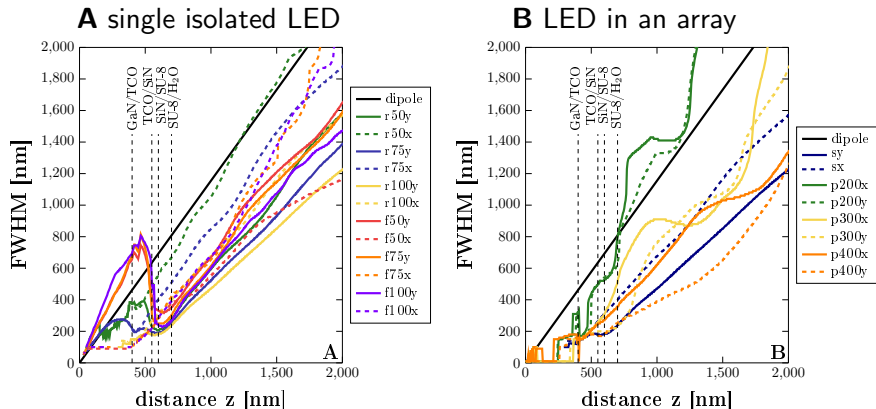 A single isolated LED
2,000
1,800
1,600
1,400
1,200
1,000
800
600
400
200
0
FWHM [nm]
GaN/TCO
TCO/SiN
SiN/SU-8
SU-8/H₂O
0
500
1,000
1,500
2,000
distance z [nm]
A
dipole
r50y
r50x
r75y
r75x
r100y
r100x
f50y
f50x
f75y
f75x
f100y
f100x
B LED in an array
2,000
1,800
1,600
1,400
1,200
1,000
800
600
400
200
0
FWHM [nm]
GaN/TCO
TCO/SiN
SiN/SU-8
SU-8/H₂O
0
500
1,000
1,500
2,000
distance z [nm]
B
dipole
sy
sx
p200x
p200y
p300x
p300y
p400x
p400y